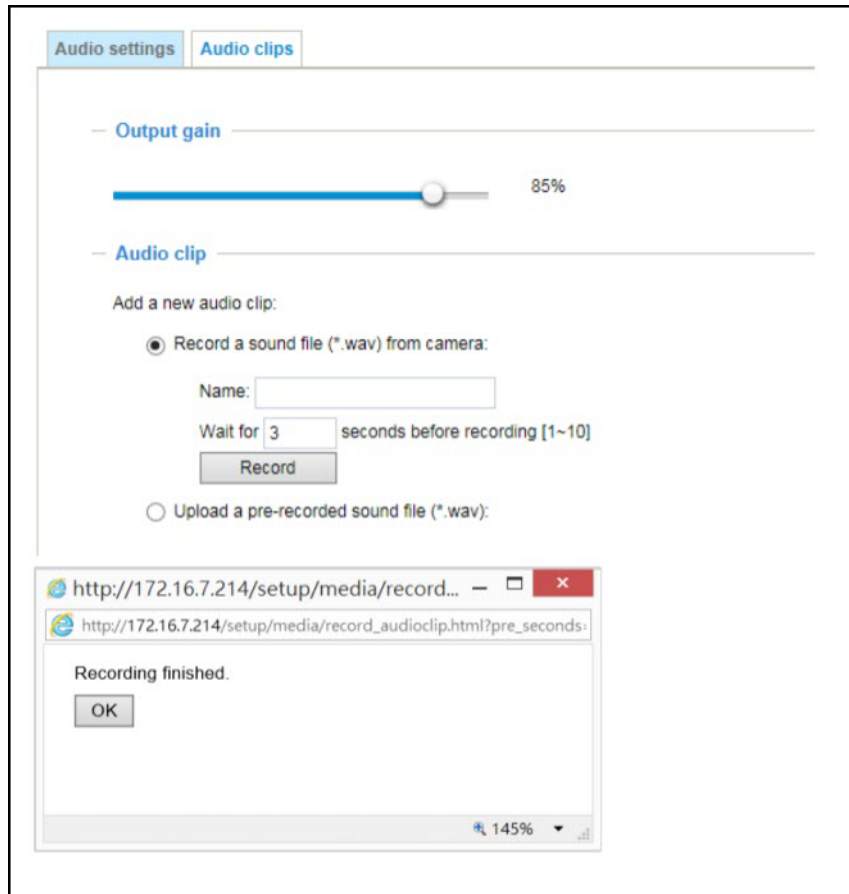 Audio settings Audio clips
Output gain
85%
Audio clip
Add a new audio clip:
Record a sound file (*.wav) from camera:
Name:
Wait for 3 seconds before recording [1~10]
Record
Upload a pre-recorded sound file (*.wav):
http://172.16.7.214/setup/media/record...
http://172.16.7.214/setup/media/record_audioclip.html?pre_seconds=
Recording finished.
OK
145%